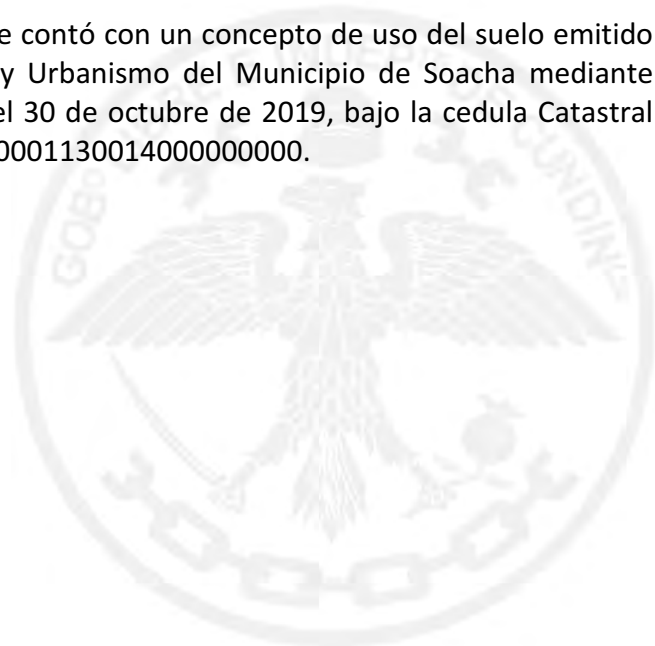 e contó con un concepto de uso del suelo emitido
y Urbanismo del Municipio de Soacha mediante
el 30 de octubre de 2019, bajo la cedula Catastral
0001130014000000000.